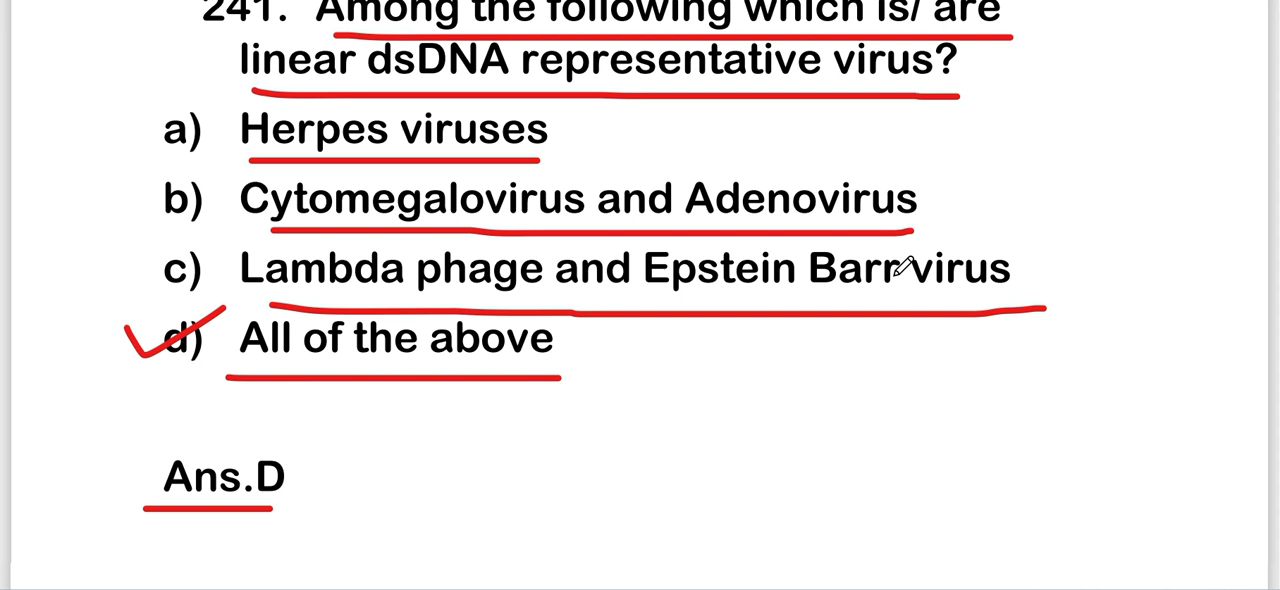 241. Among the following which is/ are
linear dsDNA representative virus?
a) Herpes viruses
b) Cytomegalovirus and Adenovirus
c) Lambda phage and Epstein Barr virus
d) All of the above
Ans.D